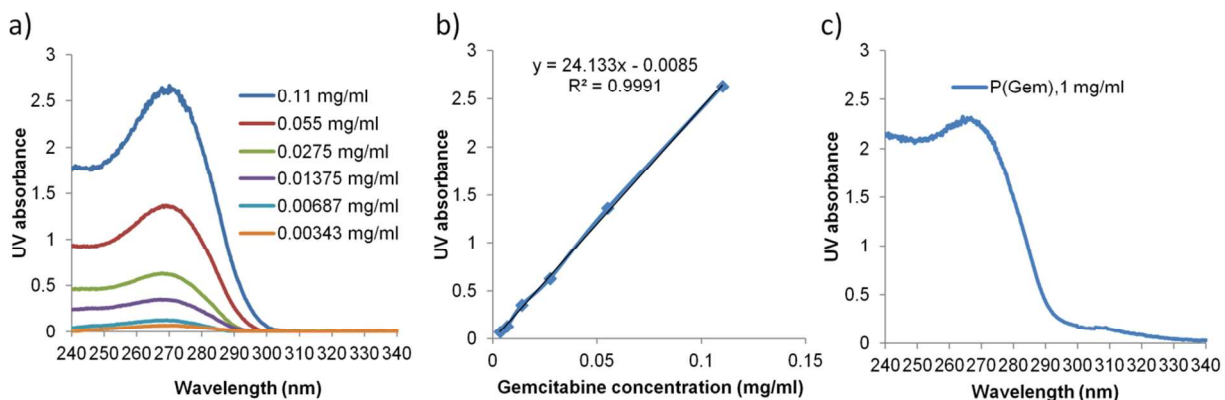 a)
3
2.5
2
1.5
1
0.5
0
UV absorbance
240 250 260 270 280 290 300 310 320 330 340
Wavelength (nm)
0.11 mg/ml
0.055 mg/ml
0.0275 mg/ml
0.01375 mg/ml
0.00687 mg/ml
0.00343 mg/ml
b)
y = 24.133x - 0.0085
R² = 0.9991
3
2.5
2
1.5
1
0.5
0
UV absorbance
0 0.05 0.1 0.15
Gemcitabine concentration (mg/ml)
c)
P(Gem),1 mg/ml
3
2.5
2
1.5
1
0.5
0
UV absorbance
240 250 260 270 280 290 300 310 320 330 340
Wavelength (nm)